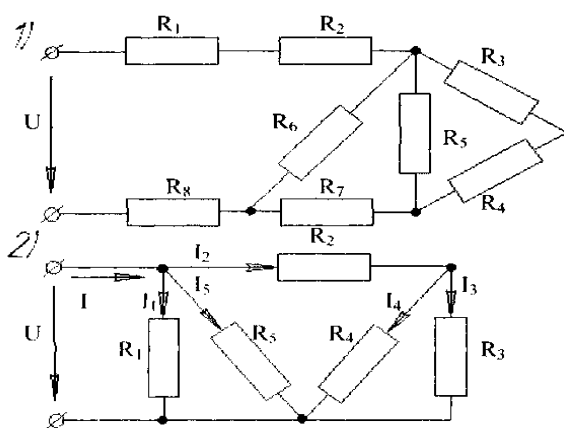 1)
R₁
R₂
R₃
U
R₆
R₅
R₄
R₈
R₇
2)
I₂
R₂
I
I₁
I₅
I₄
I₃
U
R₁
R₅
R₄
R₃